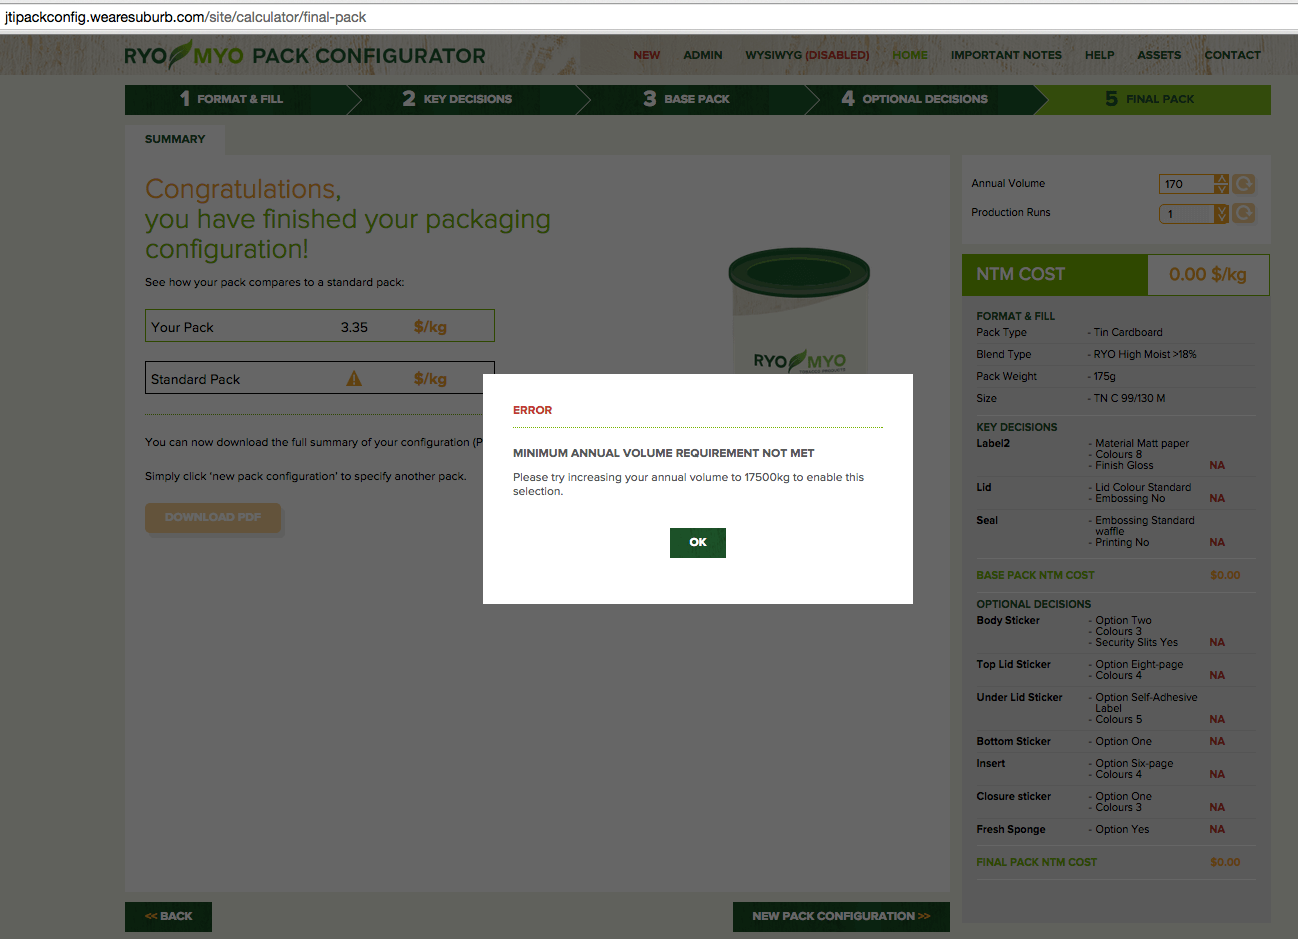 jtipackconfig.wearesuburb.com/site/calculator/final-pack
RYO MYO PACK CONFIGURATOR
NEW ADMIN WYSIWYG (DISABLED) HOME IMPORTANT NOTES HELP ASSETS CONTACT
1 FORMAT & FILL 2 KEY DECISIONS 3 BASE PACK 4 OPTIONAL DECISIONS 5 FINAL PACK
SUMMARY
Congratulations,
you have finished your packaging
configuration!
See how your pack compares to a standard pack:
Your Pack 3.35 $/kg
Standard Pack $/kg
You can now download the full summary of your configuration (P
Simply click 'new pack configuration' to specify another pack.
DOWNLOAD PDF
RYO MYO
TOBACCO PRODUCTS
ERROR
MINIMUM ANNUAL VOLUME REQUIREMENT NOT MET
Please try increasing your annual volume to 17500kg to enable this
selection.
OK
Annual Volume 170
Production Runs 1
NTM COST 0.00 $/kg
FORMAT & FILL
Pack Type - Tin Cardboard
Blend Type - RYO High Moist >18%
Pack Weight - 175g
Size - TN C 99/130 M
KEY DECISIONS
Label2 - Material Matt paper
- Colours 8
- Finish Gloss NA
Lid - Lid Colour Standard
- Embossing No NA
Seal - Embossing Standard
waffle
- Printing No NA
BASE PACK NTM COST $0.00
OPTIONAL DECISIONS
Body Sticker - Option Two
- Colours 3
- Security Slits Yes NA
Top Lid Sticker - Option Eight-page
- Colours 4 NA
Under Lid Sticker - Option Self-Adhesive
Label
- Colours 5 NA
Bottom Sticker - Option One NA
Insert - Option Six-page
- Colours 4 NA
Closure sticker - Option One
- Colours 3 NA
Fresh Sponge - Option Yes NA
FINAL PACK NTM COST $0.00
<< BACK
NEW PACK CONFIGURATION >>